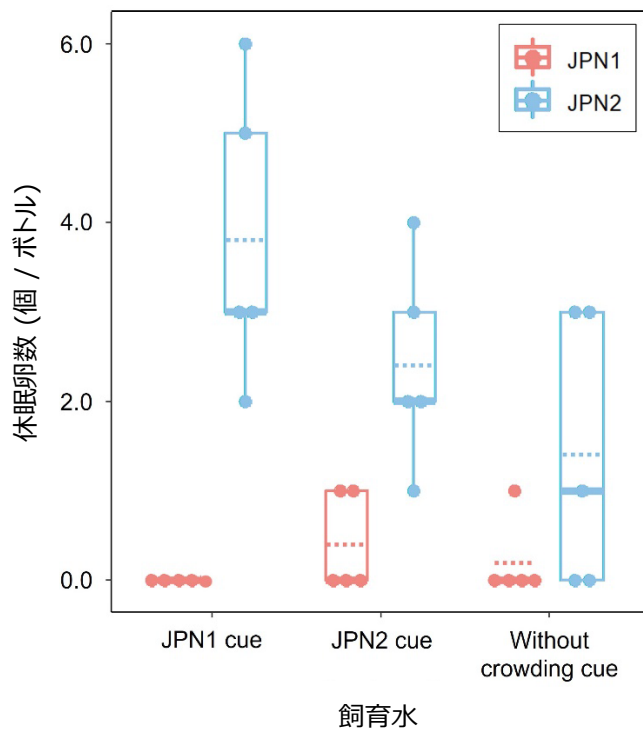 6.0
4.0
2.0
0.0
休眠卵数 (個 / ボトル)
JPN1
JPN2
JPN1 cue
JPN2 cue
Without
crowding cue
飼育水